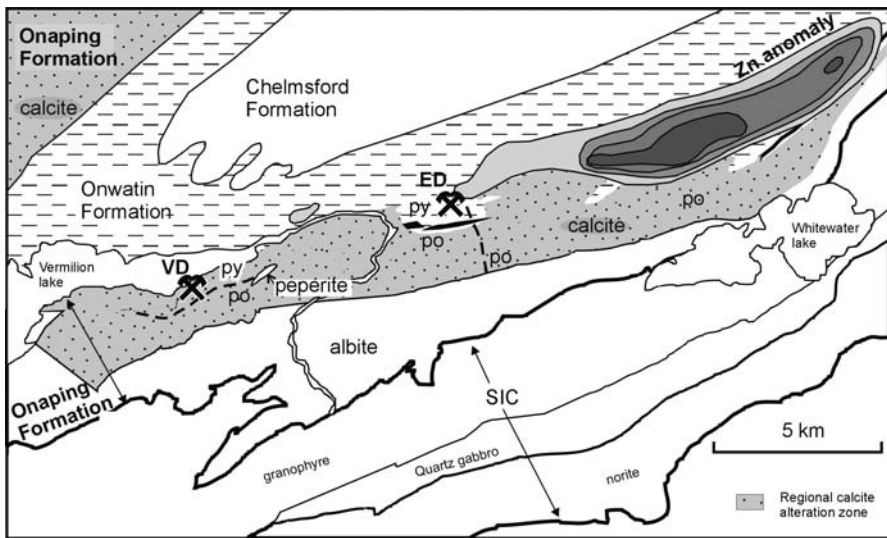 Onaping
Formation
calcite
Chelmsford
Formation
Zn anomaly
Onwatin
Formation
ED
py
po
po
po
calcite
Whitewater
lake
Vermilion
lake
VD
py
po
pepérite
albite
Onaping
Formation
SIC
granophyre
Quartz gabbro
norite
5 km
Regional calcite
alteration zone